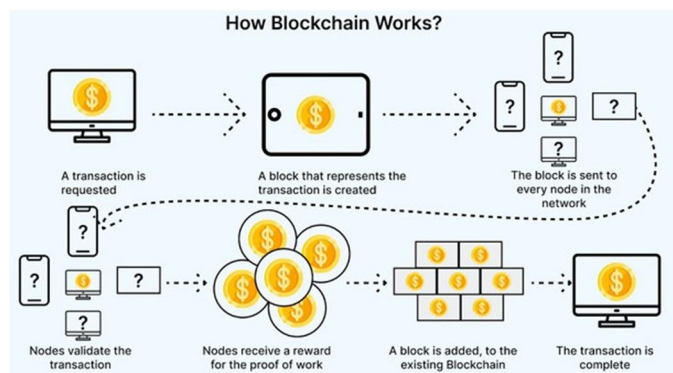 How Blockchain Works?
$
$
?
?
$
?
?
A transaction is
requested
A block that represents the
transaction is created
The block is sent to
every node in the
network
?
?
$
?
?
$
$
$
$
$
$
$
$
$
$
$
$
$
Nodes validate the
transaction
Nodes receive a reward
for the proof of work
A block is added, to the
existing Blockchain
The transaction is
complete